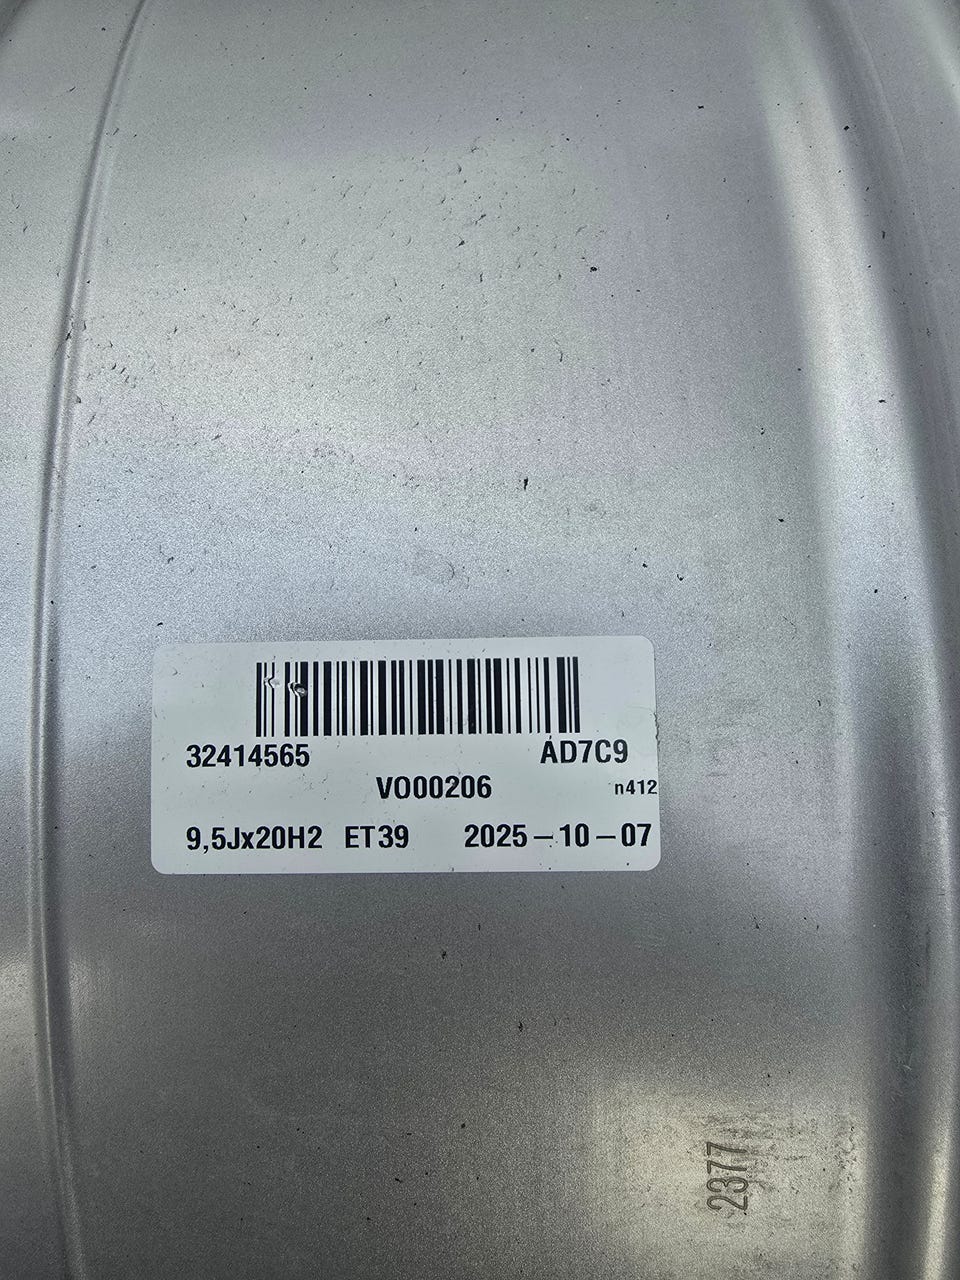 32414565 AD7C9
VO00206 n412
9,5Jx20H2 ET39 2025-10-07
2377